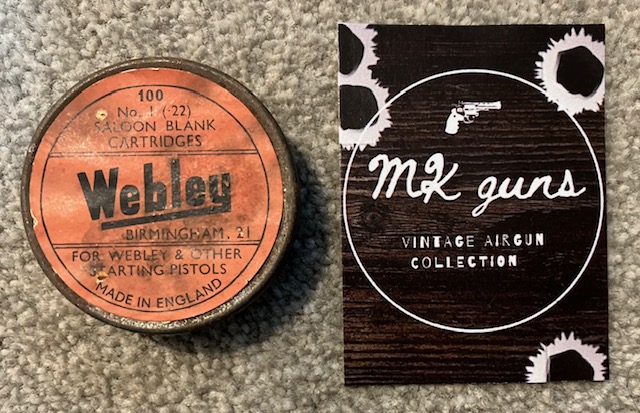 100
No. 1 (·22)
SALOON BLANK
CARTRIDGES
Webley
BIRMINGHAM. 21
FOR WEBLEY & OTHER
STARTING PISTOLS
MADE IN ENGLAND
MK guns
VINTAGE AIRGUN
COLLECTION